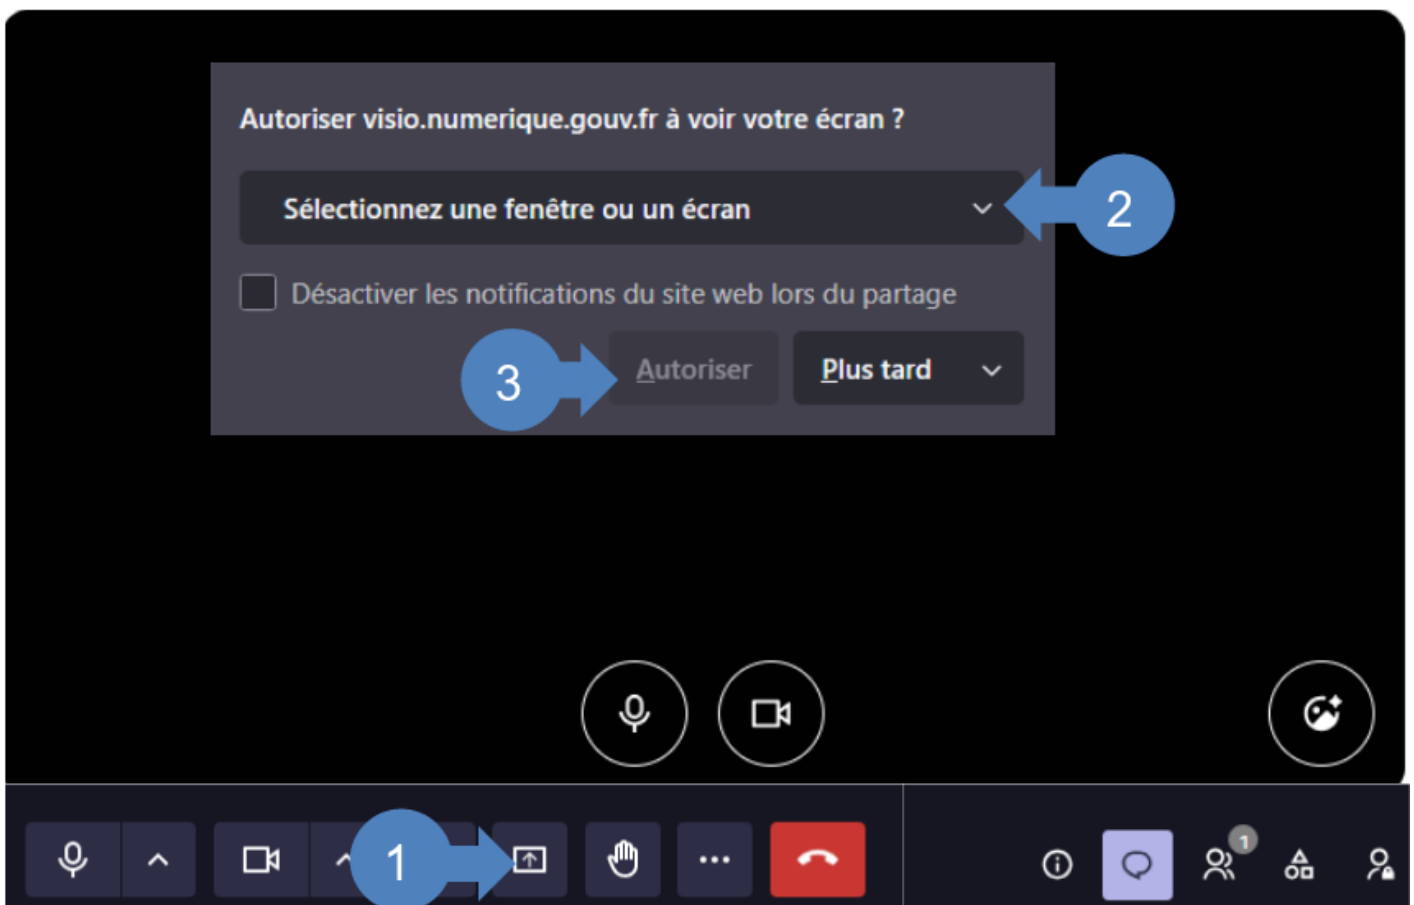 Autoriser visio.numerique.gouv.fr à voir votre écran ?
Sélectionnez une fenêtre ou un écran
2
Désactiver les notifications du site web lors du partage
3
Autoriser
Plus tard
1
1